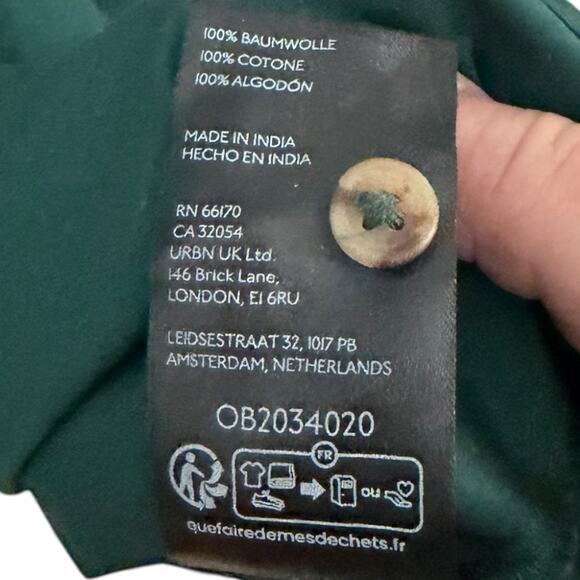 100% BAUMWOLLE
100% COTONE
100% ALGODÓN
MADE IN INDIA
HECHO EN INDIA
RN 66170
CA 32054
URBN UK Ltd.
146 Brick Lane,
LONDON, E1 6RU
LEIDSESTRAAT 32, 1017 PB
AMSTERDAM, NETHERLANDS
OB2034020
FR
ou
quefairedemesdechets.fr